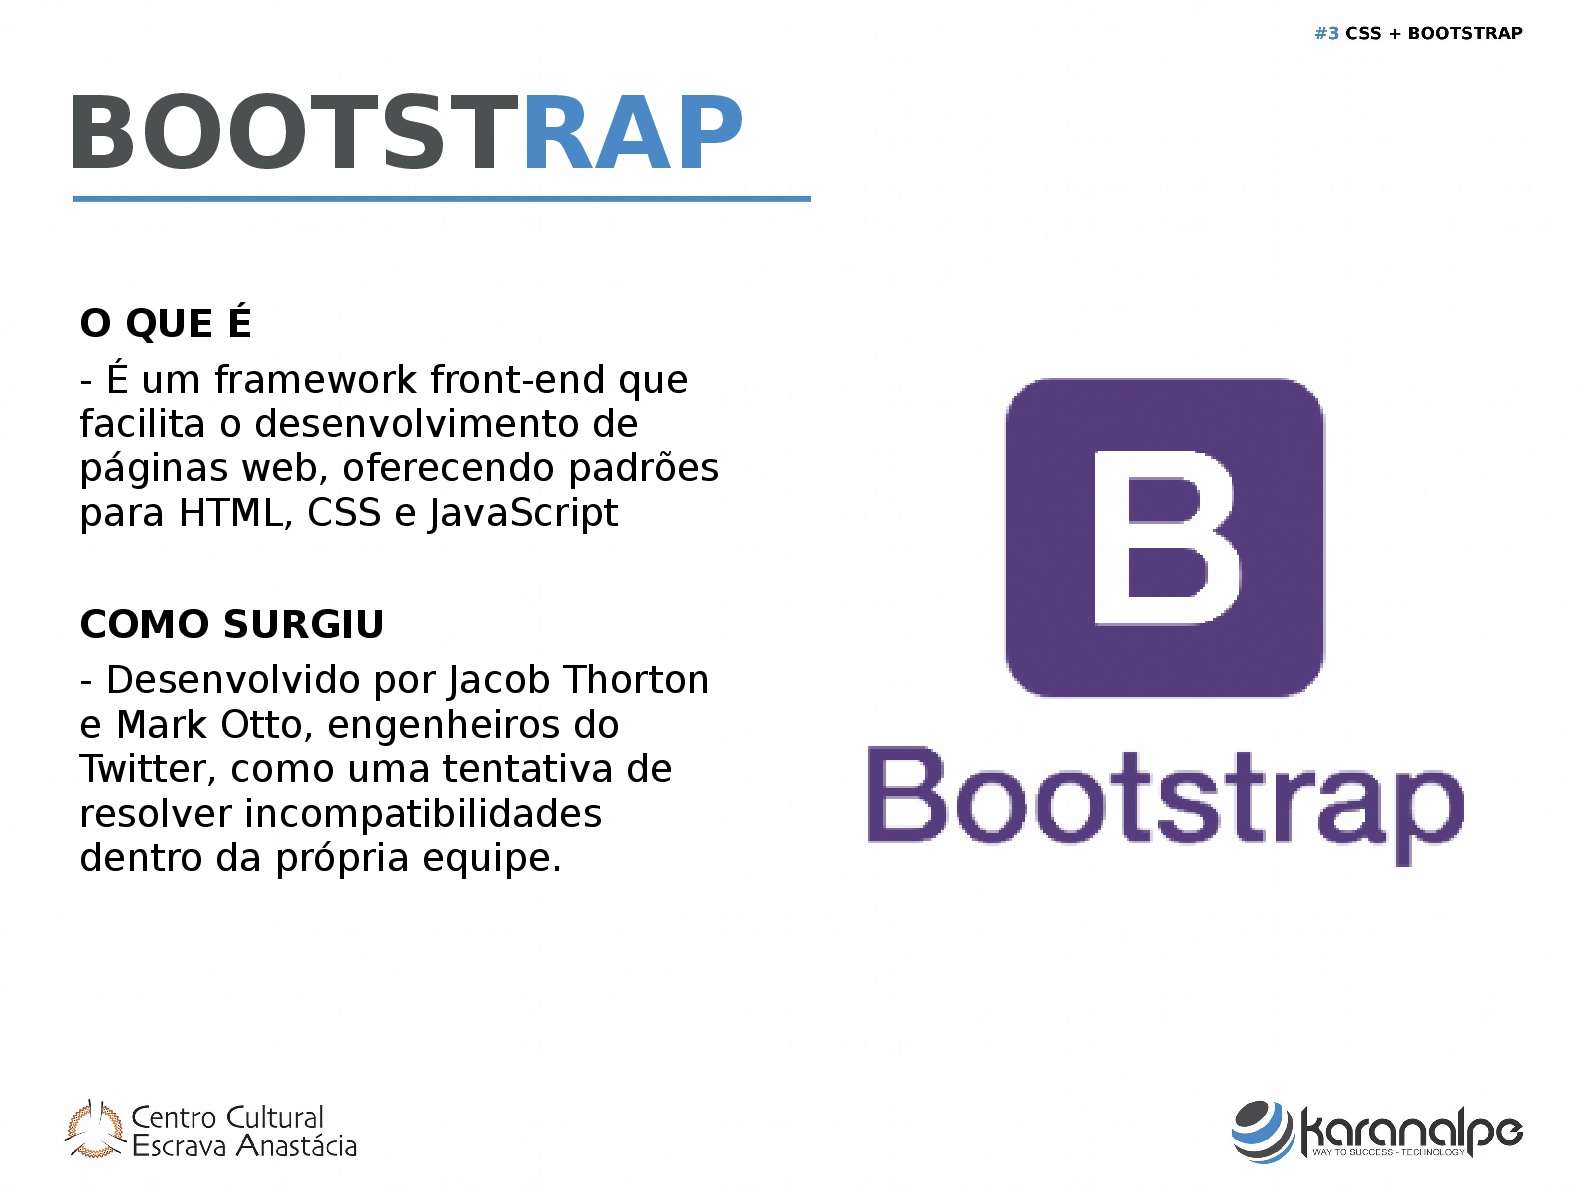 #3 CSS + BOOTSTRAP
BOOTSTRAP
O QUE É
- É um framework front-end que
facilita o desenvolvimento de
páginas web, oferecendo padrões
para HTML, CSS e JavaScript
COMO SURGIU
- Desenvolvido por Jacob Thorton
e Mark Otto, engenheiros do
Twitter, como uma tentativa de
resolver incompatibilidades
dentro da própria equipe.
B
Bootstrap
Centro Cultural
Escrava Anastácia
karanalpe
WAY TO SUCCESS - TECHNOLOGY